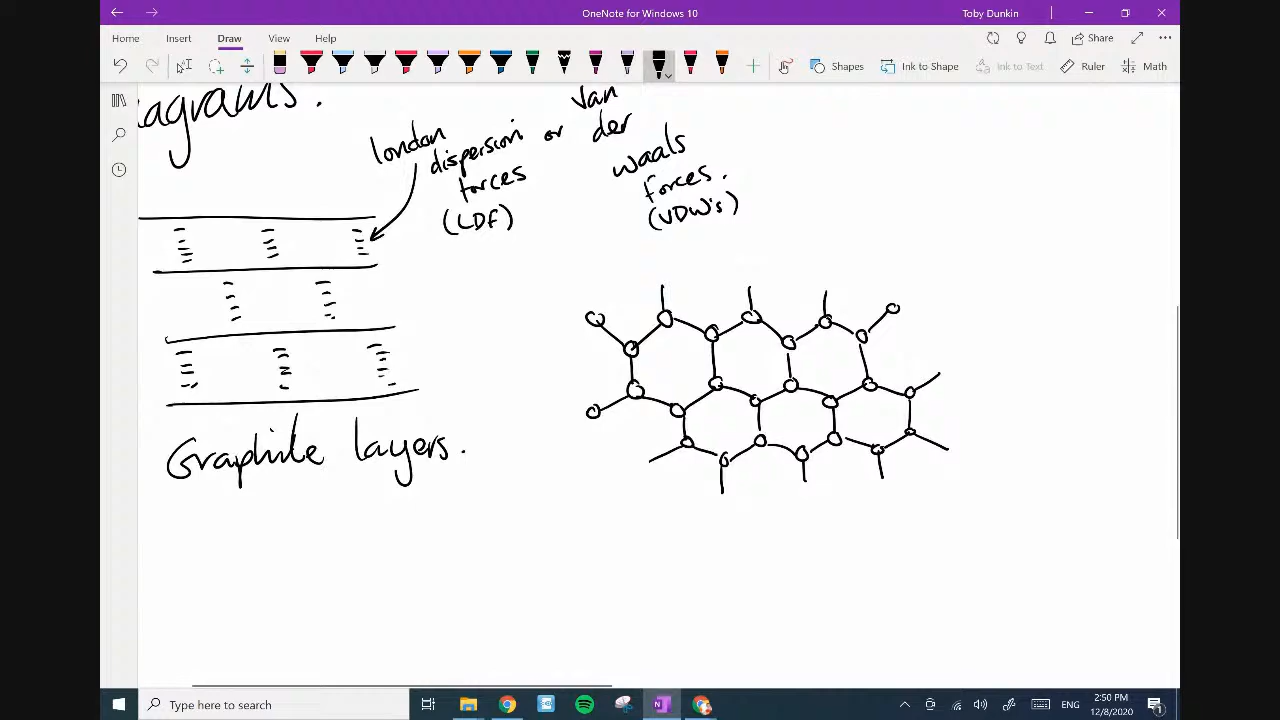 OneNote for Windows 10
Toby Dunkin
Home
Insert
Draw
View
Help
Share
Shapes
Ink to Shape
Ink to Text
Ruler
Math
agrams.
london
dispersion
forces
(LDF)
or
Van
der
waals
forces.
(VDW's)
Graphite layers.
Type here to search
ENG
2:50 PM
12/8/2020